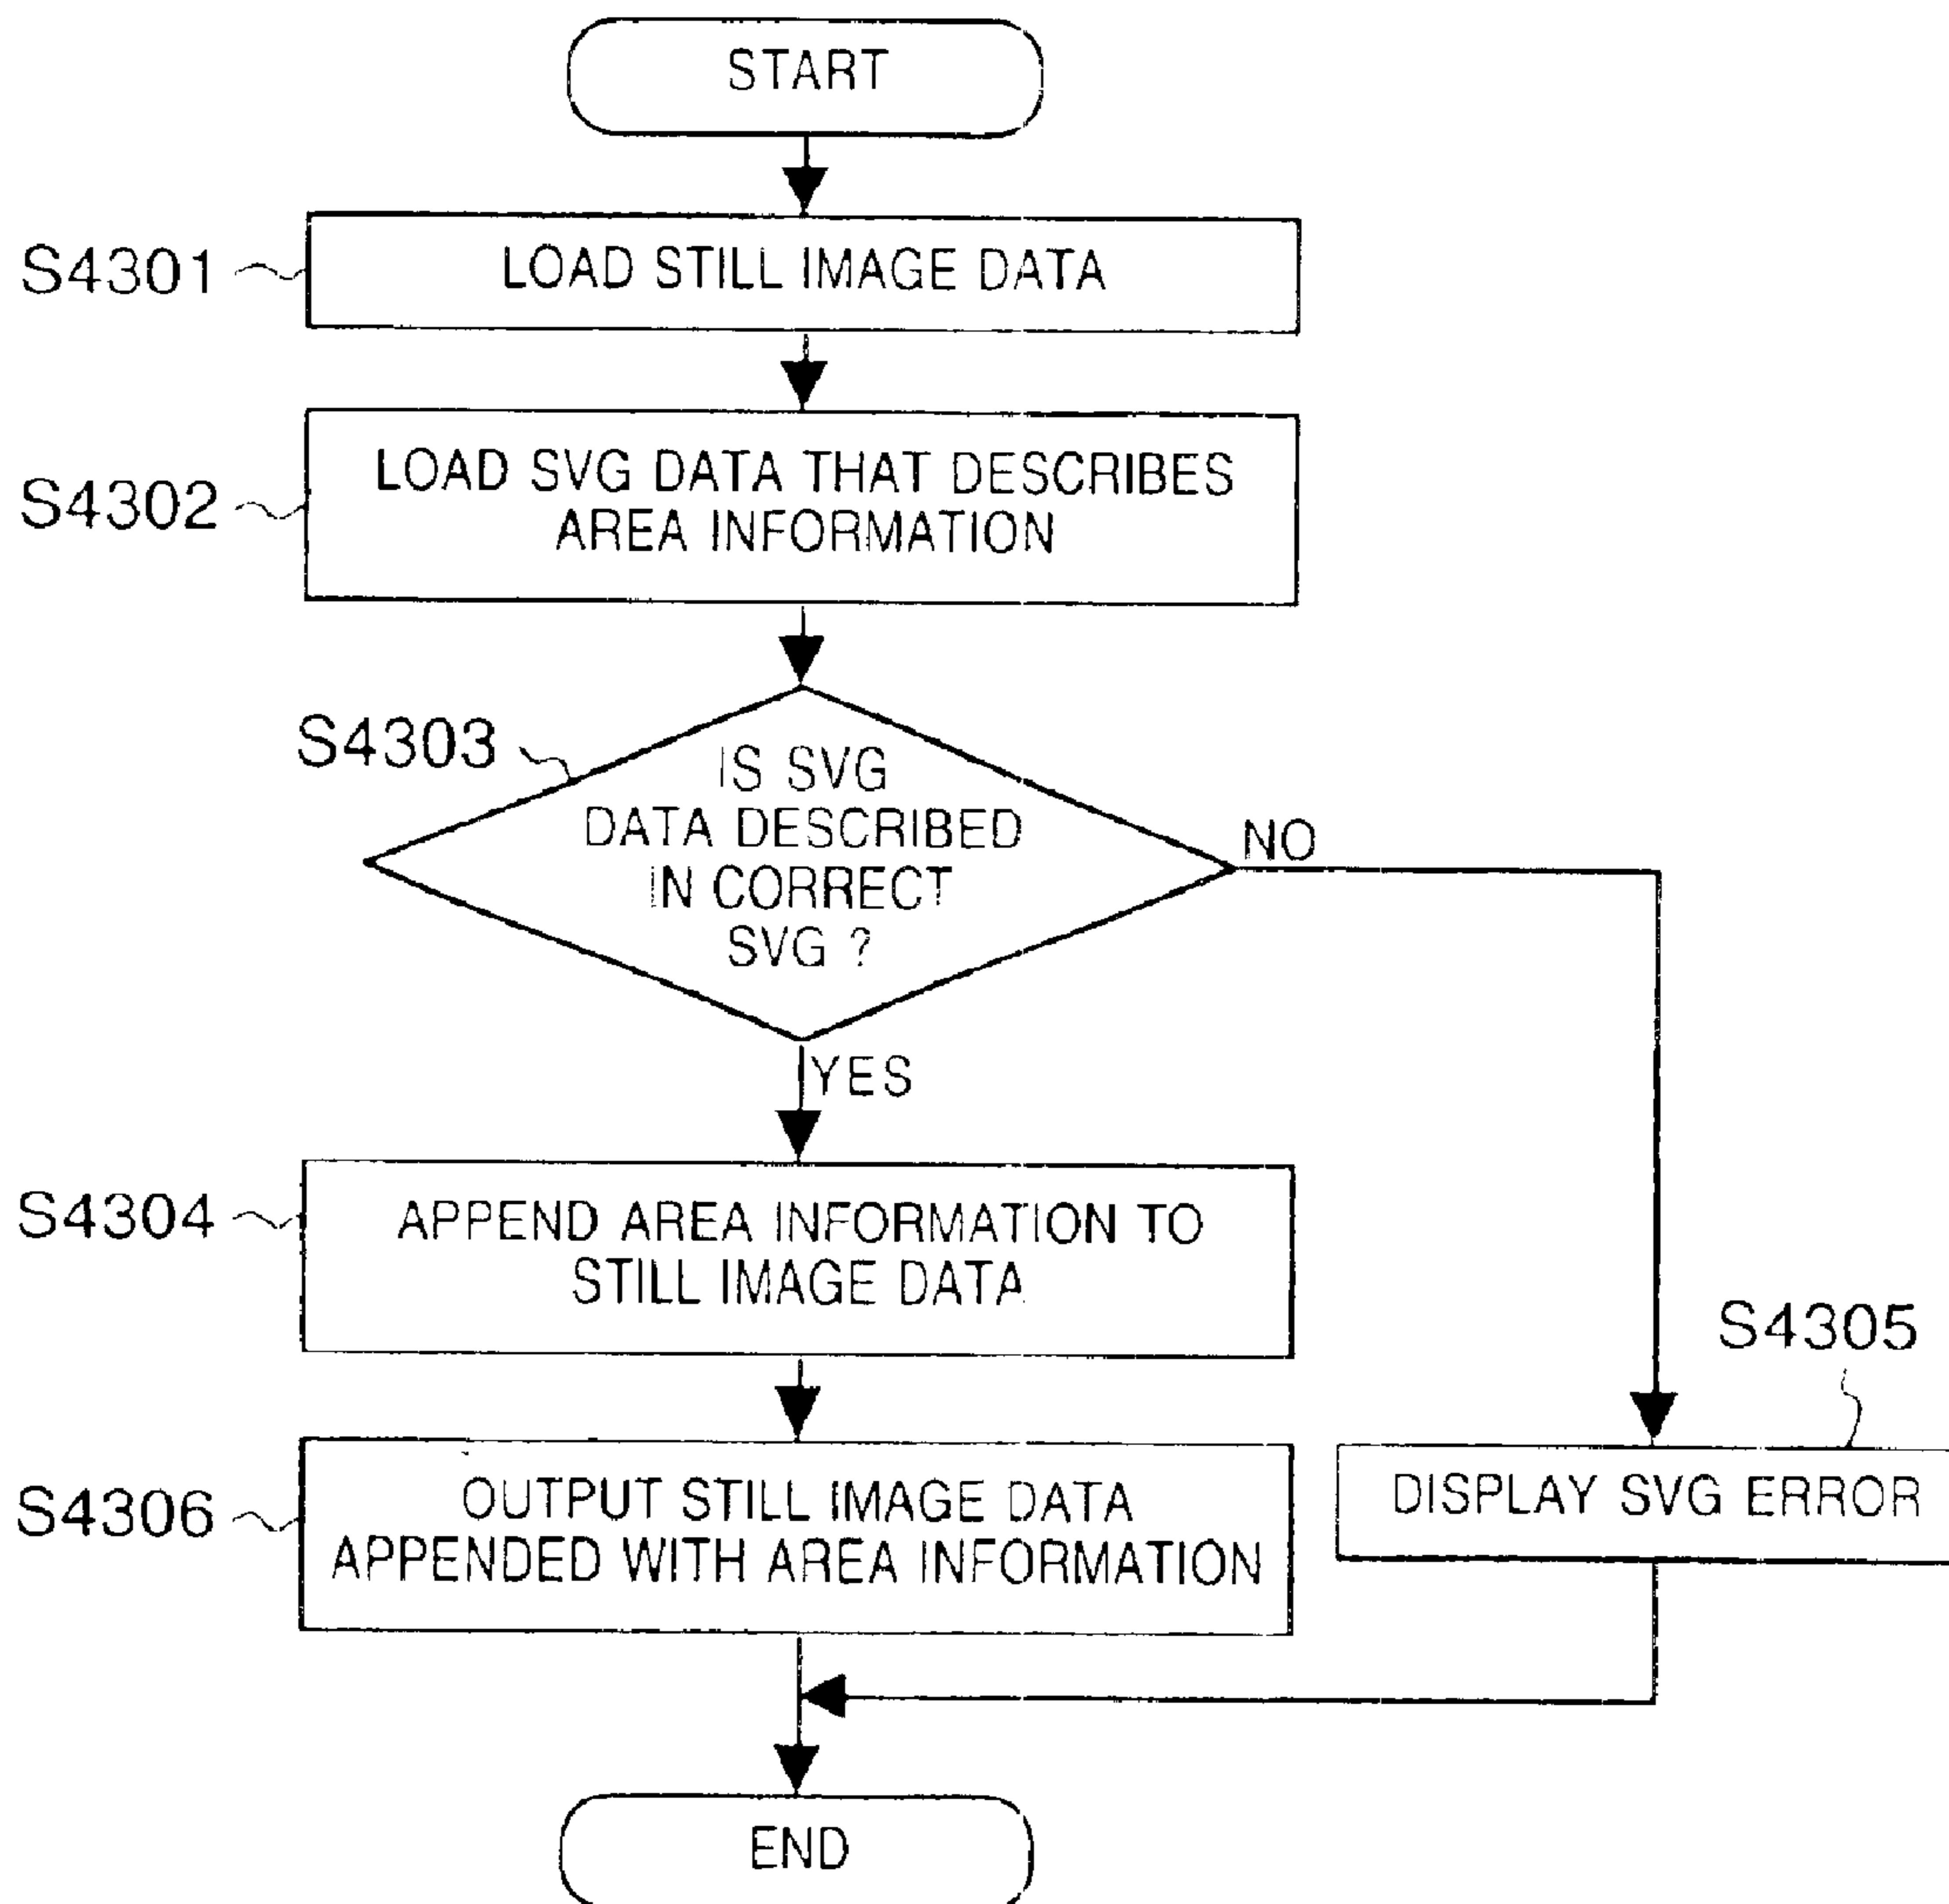 START
S4301
LOAD STILL IMAGE DATA
S4302
LOAD SVG DATA THAT DESCRIBES
AREA INFORMATION
S4303
IS SVG
DATA DESCRIBED
IN CORRECT
SVG ?
NO
YES
S4304
APPEND AREA INFORMATION TO
STILL IMAGE DATA
S4305
DISPLAY SVG ERROR
S4306
OUTPUT STILL IMAGE DATA
APPENDED WITH AREA INFORMATION
END